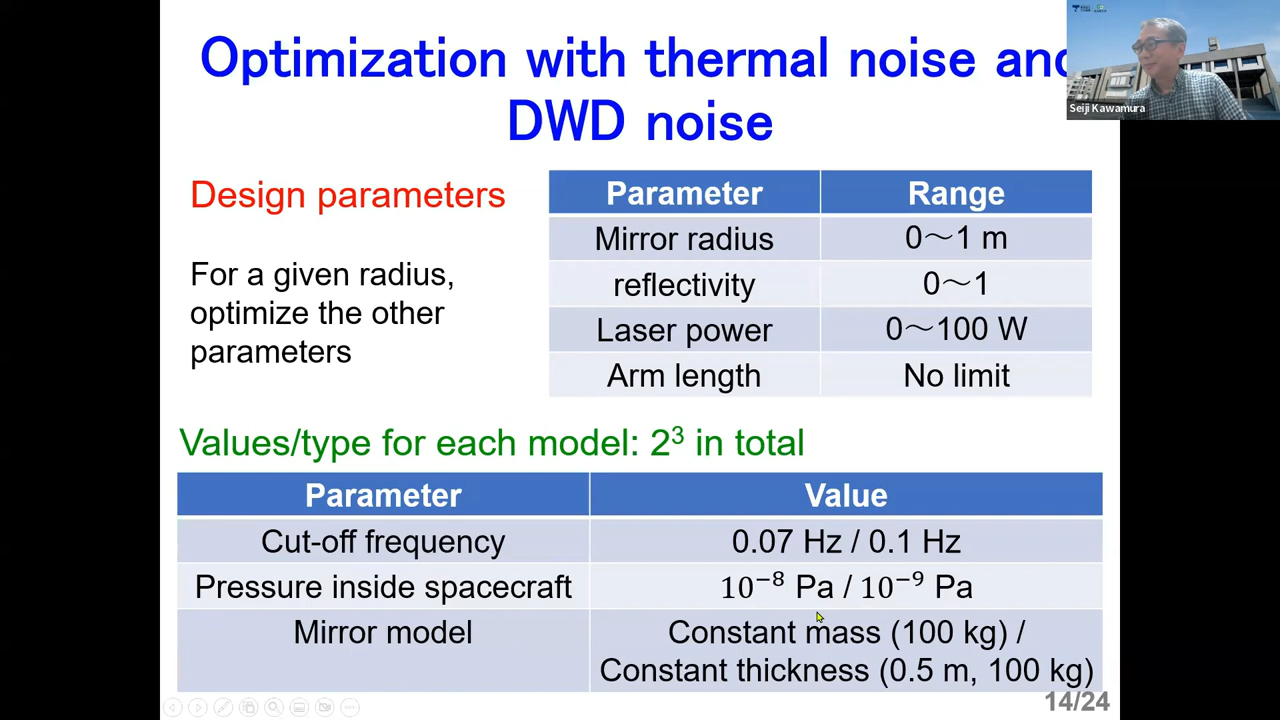 Optimization with thermal noise and
DWD noise
Seiji Kawamura
Design parameters
For a given radius,
optimize the other
parameters
Parameter Range
Mirror radius 0～1 m
reflectivity 0～1
Laser power 0～100 W
Arm length No limit
Values/type for each model: 2³ in total
Parameter Value
Cut-off frequency 0.07 Hz / 0.1 Hz
Pressure inside spacecraft 10⁻⁸ Pa / 10⁻⁹ Pa
Mirror model Constant mass (100 kg) /
Constant thickness (0.5 m, 100 kg)
14/24